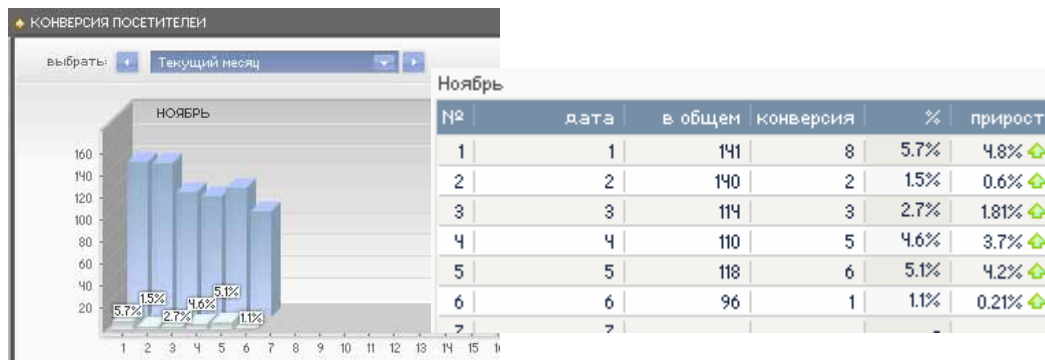 КОНВЕРСИЯ ПОСЕТИТЕЛЕЙ
выбрать: Текущий месяц
НОЯБРЬ
160
140
120
100
80
60
40
20
5.7% 1.5% 2.7% 4.6% 5.1% 1.1%
1 2 3 4 5 6 7 8 9 10 11 12 13 14 15
Ноябрь
№ дата в общем конверсия % прирост
1 1 141 8 5.7% 4.8%
2 2 140 2 1.5% 0.6%
3 3 114 3 2.7% 1.81%
4 4 110 5 4.6% 3.7%
5 5 118 6 5.1% 4.2%
6 6 96 1 1.1% 0.21%
7 7 -